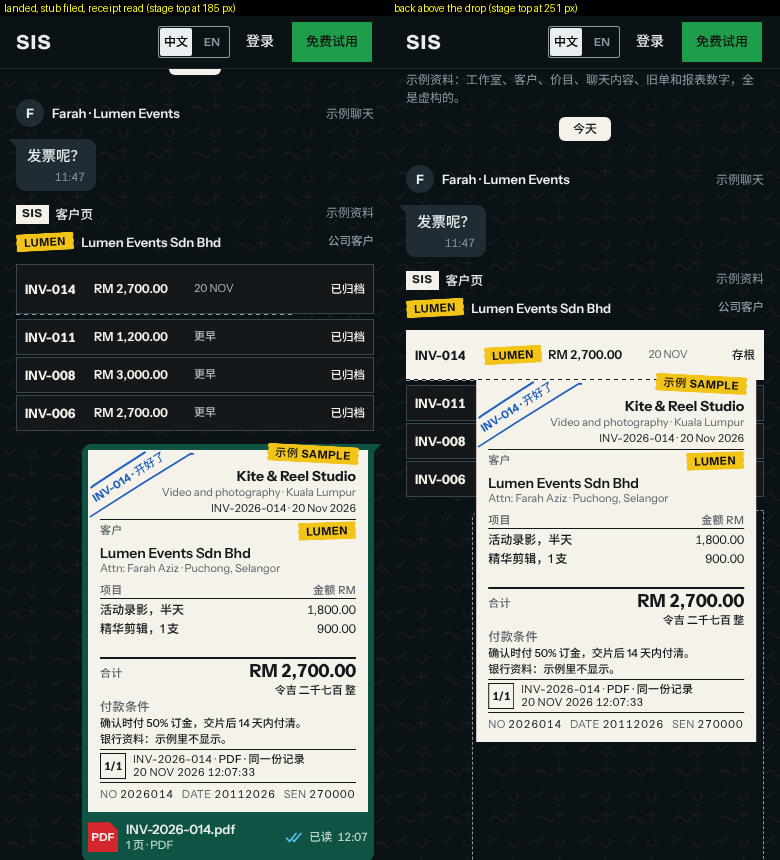 landed, stub filed, receipt read (stage top at 185 px)
SIS
中文
EN
登录
免费试用
F
Farah·Lumen Events
示例聊天
发票呢？
11:47
SIS
客户页
示例资料
LUMEN
Lumen Events Sdn Bhd
公司客户
INV-014
RM 2,700.00
20 NOV
已归档
INV-011
RM 1,200.00
更早
已归档
INV-008
RM 3,000.00
更早
已归档
INV-006
RM 2,700.00
更早
已归档
示例 SAMPLE
INV-014·开好了
Kite & Reel Studio
Video and photography·Kuala Lumpur
INV-2026-014·20 Nov 2026
客户
LUMEN
Lumen Events Sdn Bhd
Attn: Farah Aziz·Puchong, Selangor
项目
金额 RM
活动录影，半天
1,800.00
精华剪辑，1 支
900.00
合计
RM 2,700.00
令吉 二千七百 整
付款条件
确认时付 50% 订金，交片后 14 天内付清。
银行资料：示例里不显示。
1/1
INV-2026-014·PDF·同一份记录
20 NOV 2026 12:07:33
NO 2026014 DATE 20112026 SEN 270000
PDF
INV-2026-014.pdf
1 页·PDF
已读 12:07
back above the drop (stage top at 251 px)
SIS
中文
EN
登录
免费试用
示例资料：工作室、客户、价目、聊天内容、旧单和报表数字，全
是虚构的。
今天
F
Farah·Lumen Events
示例聊天
发票呢？
11:47
SIS
客户页
示例资料
LUMEN
Lumen Events Sdn Bhd
公司客户
INV-014
LUMEN
RM 2,700.00
20 NOV
存根
INV-011
INV-008
INV-006
示例 SAMPLE
INV-014·开好了
Kite & Reel Studio
Video and photography·Kuala Lumpur
INV-2026-014·20 Nov 2026
客户
LUMEN
Lumen Events Sdn Bhd
Attn: Farah Aziz·Puchong, Selangor
项目
金额 RM
活动录影，半天
1,800.00
精华剪辑，1 支
900.00
合计
RM 2,700.00
令吉 二千七百 整
付款条件
确认时付 50% 订金，交片后 14 天内付清。
银行资料：示例里不显示。
1/1
INV-2026-014·PDF·同一份记录
20 NOV 2026 12:07:33
NO 2026014 DATE 20112026 SEN 270000